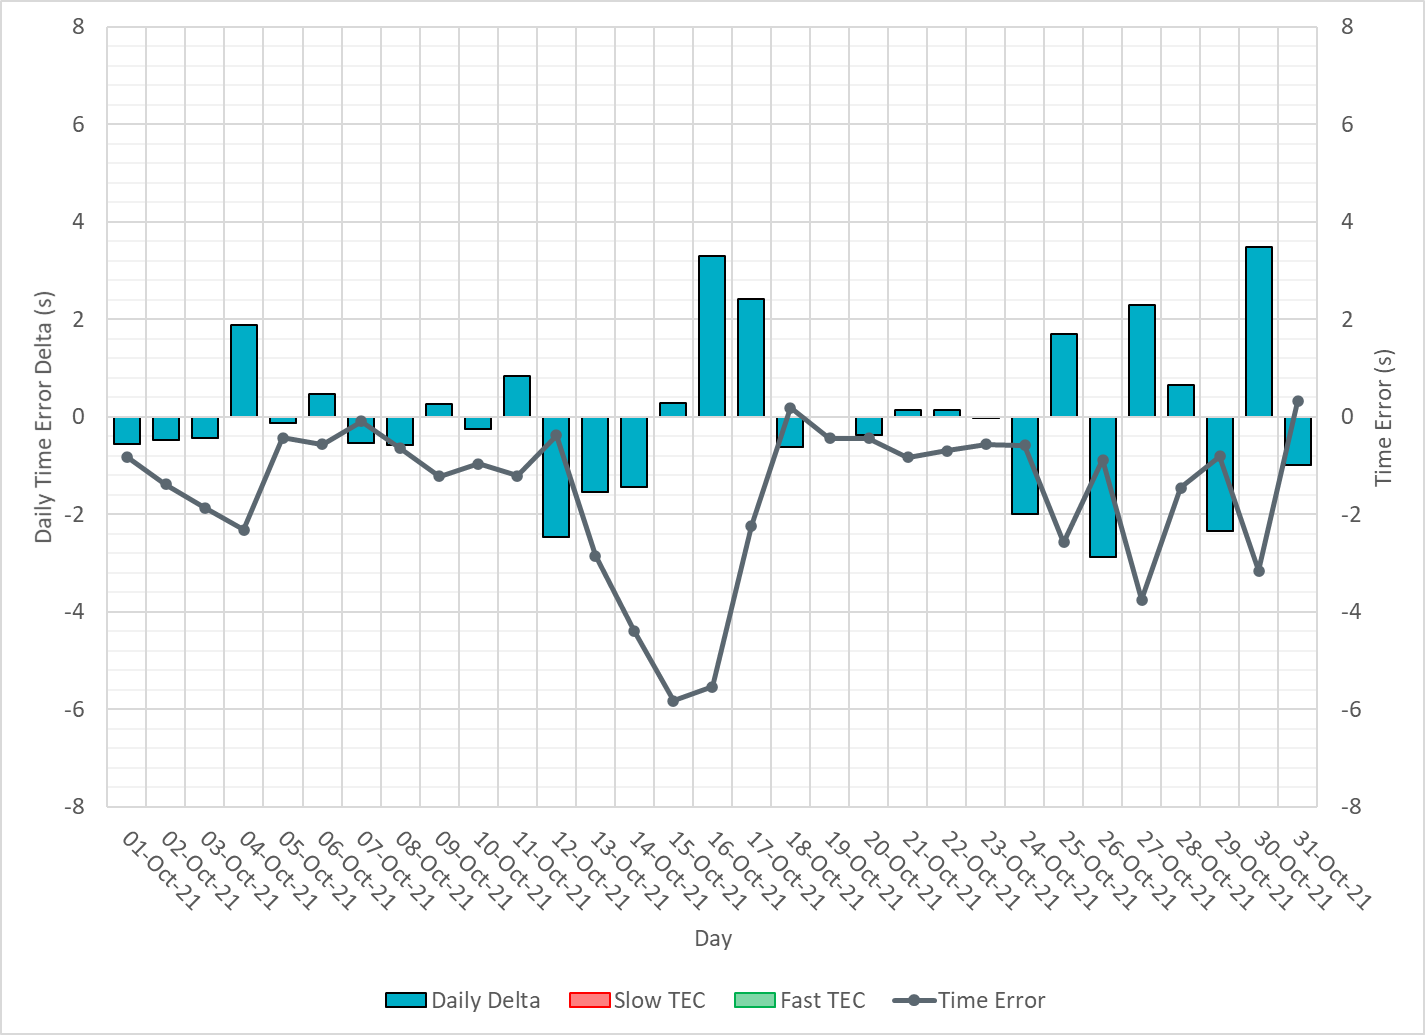 8
6
4
2
0
-2
-4
-6
-8
Daily Time Error Delta (s)
8
6
4
2
0
-2
-4
-6
-8
Time Error (s)
01-Oct-21
02-Oct-21
03-Oct-21
04-Oct-21
05-Oct-21
06-Oct-21
07-Oct-21
08-Oct-21
09-Oct-21
10-Oct-21
11-Oct-21
12-Oct-21
13-Oct-21
14-Oct-21
15-Oct-21
16-Oct-21
17-Oct-21
18-Oct-21
19-Oct-21
20-Oct-21
21-Oct-21
22-Oct-21
23-Oct-21
24-Oct-21
25-Oct-21
26-Oct-21
27-Oct-21
28-Oct-21
29-Oct-21
30-Oct-21
31-Oct-21
Day
Daily Delta Slow TEC Fast TEC Time Error